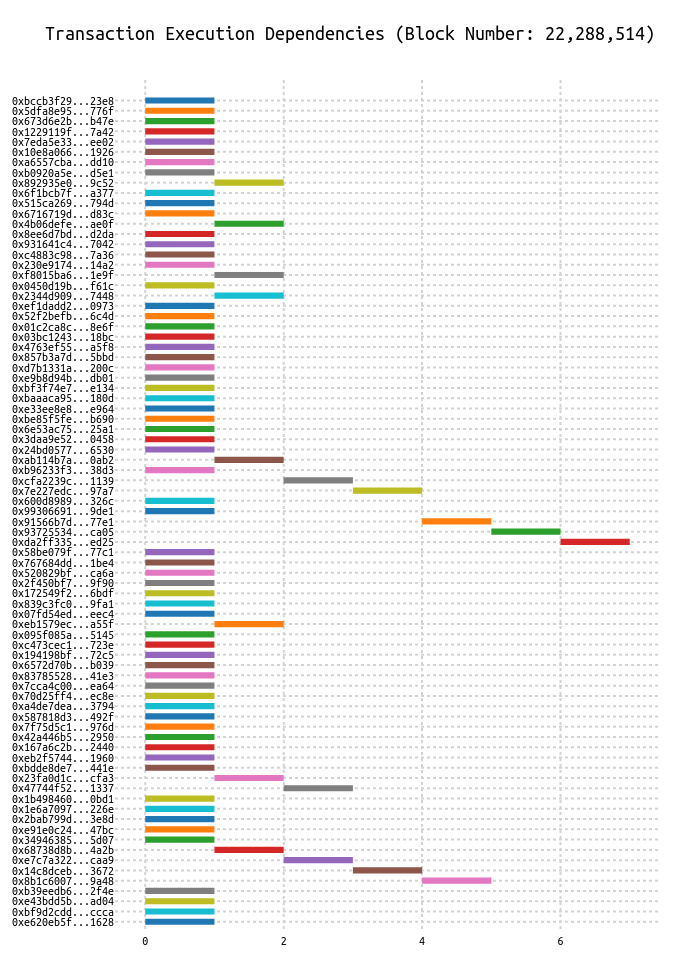 Transaction Execution Dependencies (Block Number: 22,288,514)
0xbccb3f29...23e8
0x5dfa8e95...776f
0x673d6e2b...b47e
0x1229119f...7a42
0x7eda5e33...ee02
0x10e8a066...1926
0xa6557cba...dd10
0xb0920a5e...d5e1
0x892935e0...9c52
0x6f1bcb7f...a377
0x515ca269...794d
0x6716719d...d83c
0x4b06defe...ae0f
0x8ee6d7bd...d2da
0x931641c4...7042
0xc4883c98...7a36
0x230e9174...14a2
0xf8015ba6...1e9f
0x0450d19b...f61c
0x2344d909...7448
0xef1dadd2...0973
0x52f2befb...6c4d
0x01c2ca8c...8e6f
0x03bc1243...18bc
0x4763ef55...a5f8
0x857b3a7d...5bbd
0xd7b1331a...200c
0xe9b8d94b...db01
0xbf3f74e7...e134
0xbaaaca95...180d
0xe33ee8e8...e964
0xbe85f5fe...b690
0x6e53ac75...25a1
0x3daa9e52...0458
0x24bd0577...6530
0xab114b7a...0ab2
0xb96233f3...38d3
0xcfa2239c...1139
0x7e227edc...97a7
0x600d8989...326c
0x99306691...9de1
0x91566b7d...77e1
0x93725534...ca05
0xda2ff335...ed25
0x58be079f...77c1
0x767684dd...1be4
0x520829bf...ca6a
0x2f450bf7...9f90
0x172549f2...6bdf
0x839c3fc0...9fa1
0x07fd54ed...eec4
0xeb1579ec...a55f
0x095f085a...5145
0xc473cec1...723e
0x194198bf...72c5
0x6572d70b...b039
0x83785528...41e3
0x7cca4c00...ea64
0x70d25ff4...ec8e
0xa4de7dea...3794
0x587818d3...492f
0x7f75d5c1...976d
0x42a446b5...2950
0x167a6c2b...2440
0xeb2f5744...1960
0xbdde8de7...441e
0x23fa0d1c...cfa3
0x47744f52...1337
0x1b498460...0bd1
0x1e6a7097...226e
0x2bab799d...3e8d
0xe91e0c24...47bc
0x34946385...5d07
0x68738d8b...4a2b
0xe7c7a322...caa9
0x14c8dceb...3672
0x8b1c6007...9a48
0xb39eedb6...2f4e
0xe43bdd5b...ad04
0xbf9d2cdd...ccca
0xe620eb5f...1628
0 2 4 6